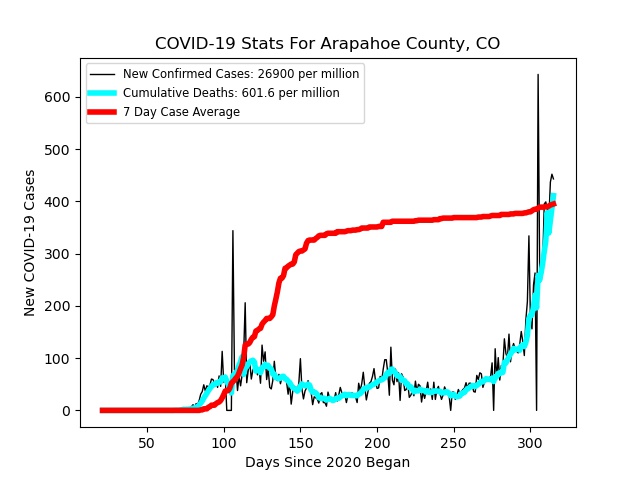 COVID-19 Stats For Arapahoe County, CO
New Confirmed Cases: 26900 per million
Cumulative Deaths: 601.6 per million
7 Day Case Average
New COVID-19 Cases
600
500
400
300
200
100
0
50 100 150 200 250 300
Days Since 2020 Began